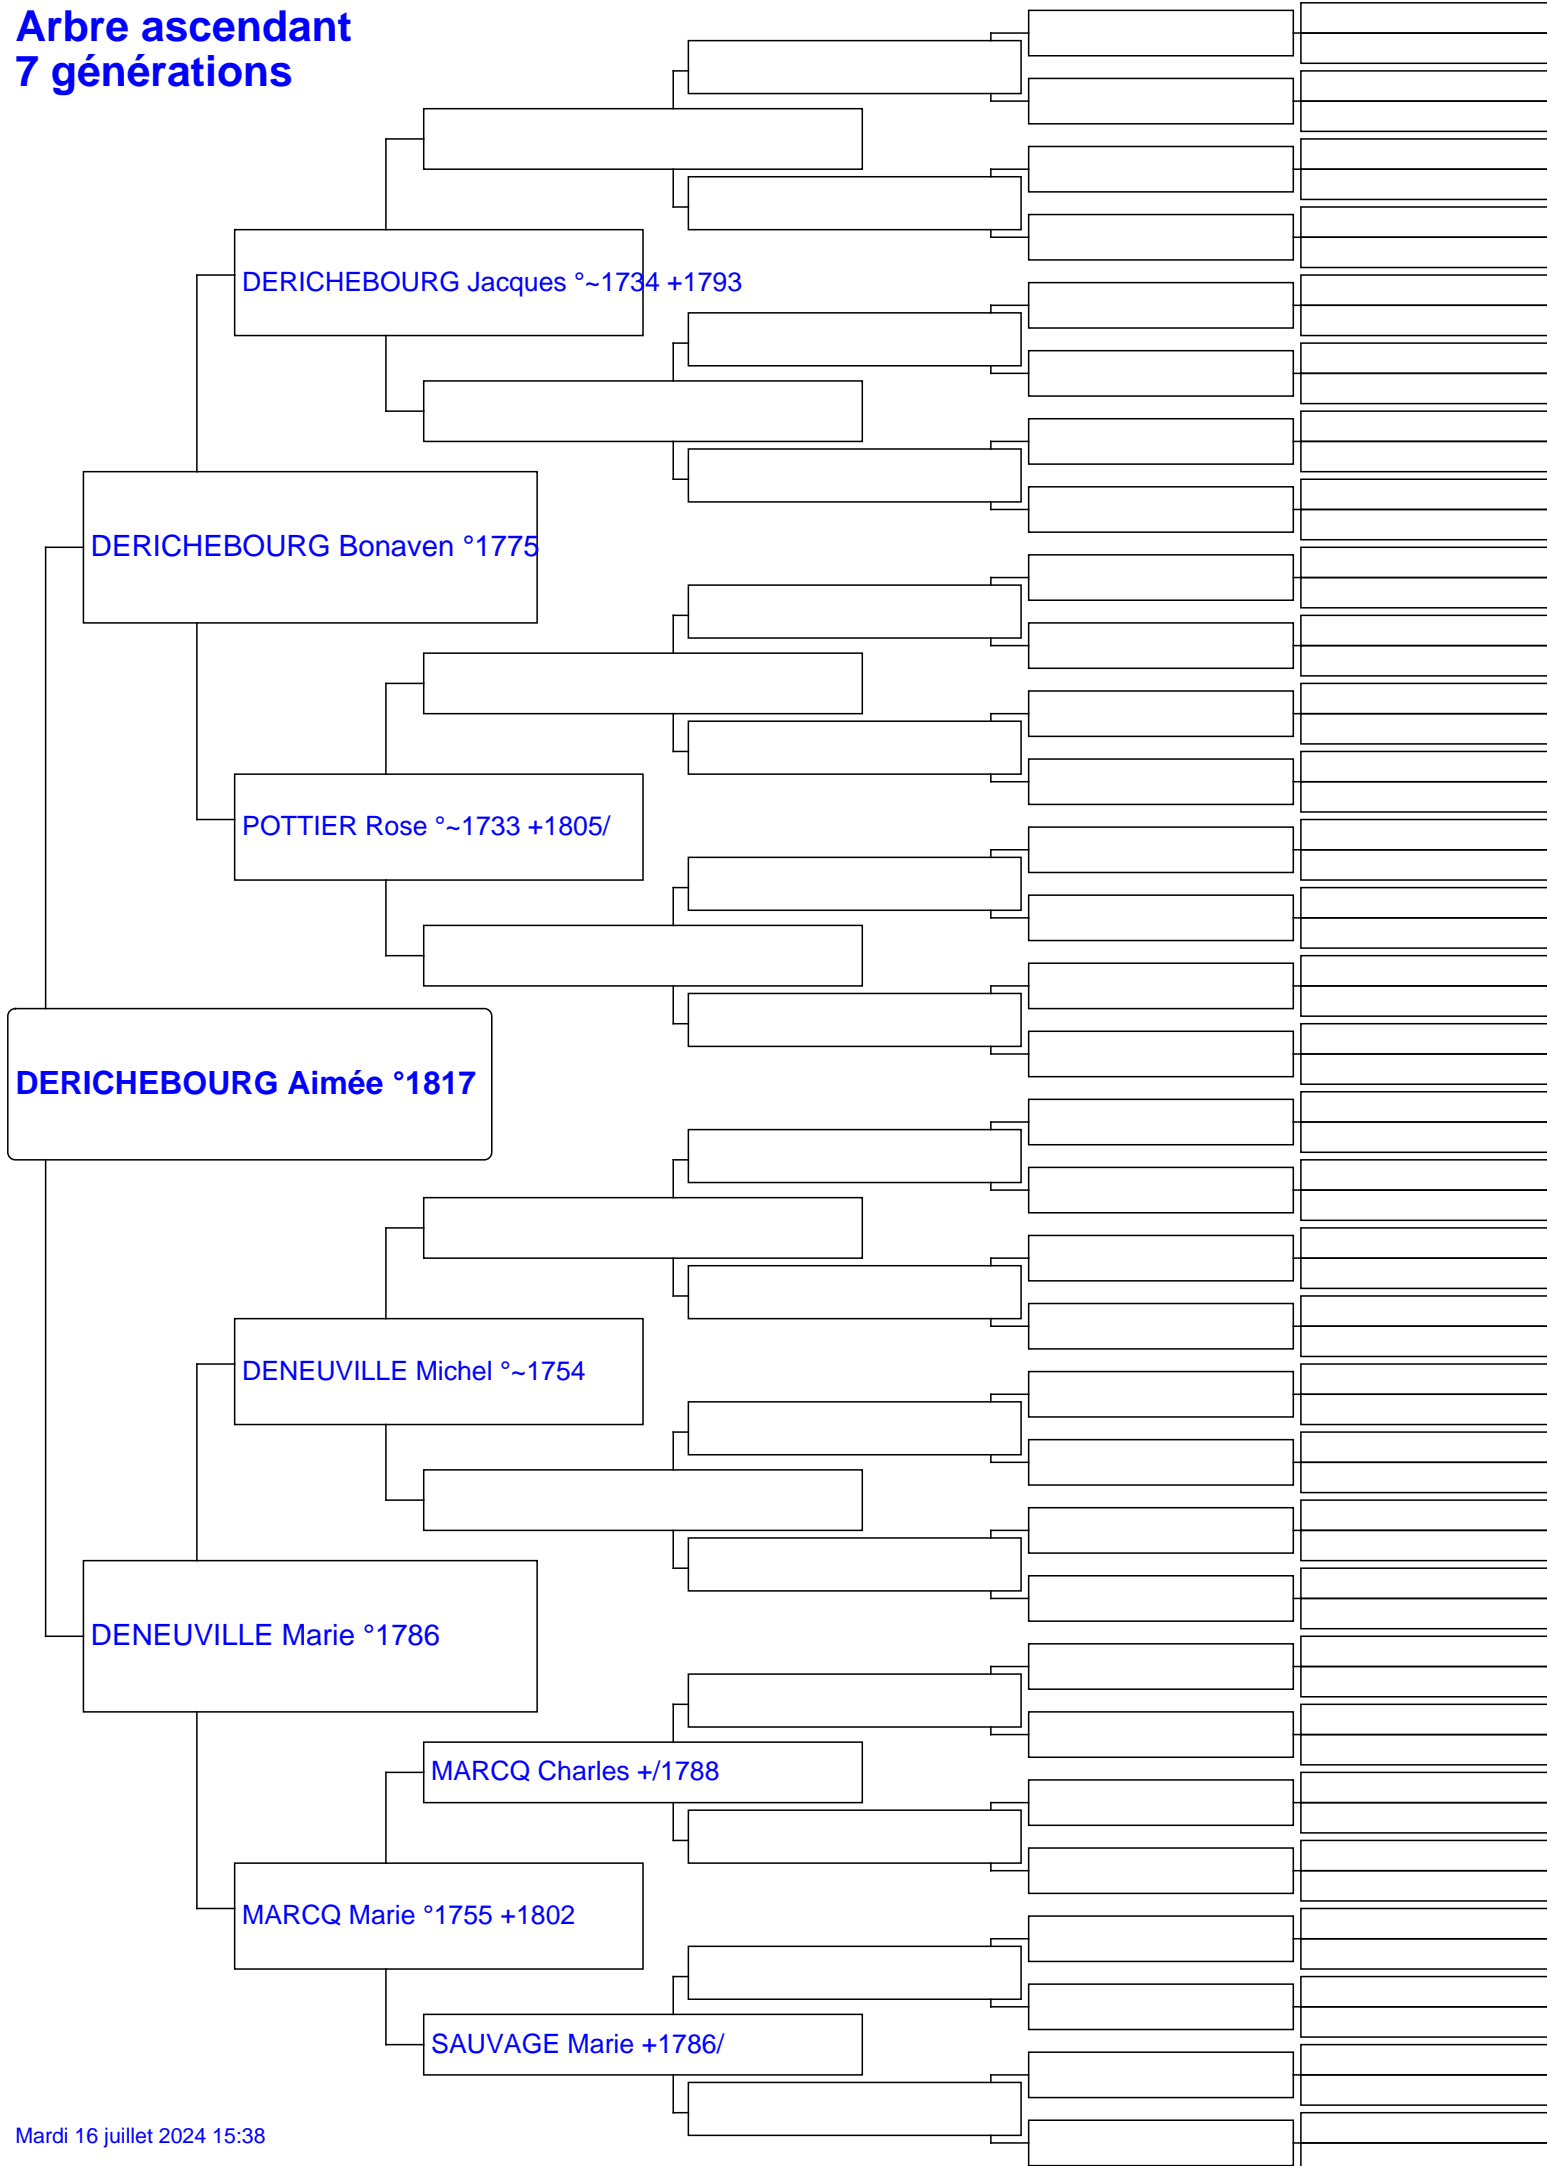 Arbre ascendant
7 générations
DERICHEBOURG Jacques °~1734 +1793
DERICHEBOURG Bonaven °1775
POTTIER Rose °~1733 +1805/
DERICHEBOURG Aimée °1817
DENEUVILLE Michel °~1754
DENEUVILLE Marie °1786
MARCQ Charles +/1788
MARCQ Marie °1755 +1802
SAUVAGE Marie +1786/
Mardi 16 juillet 2024 15:38